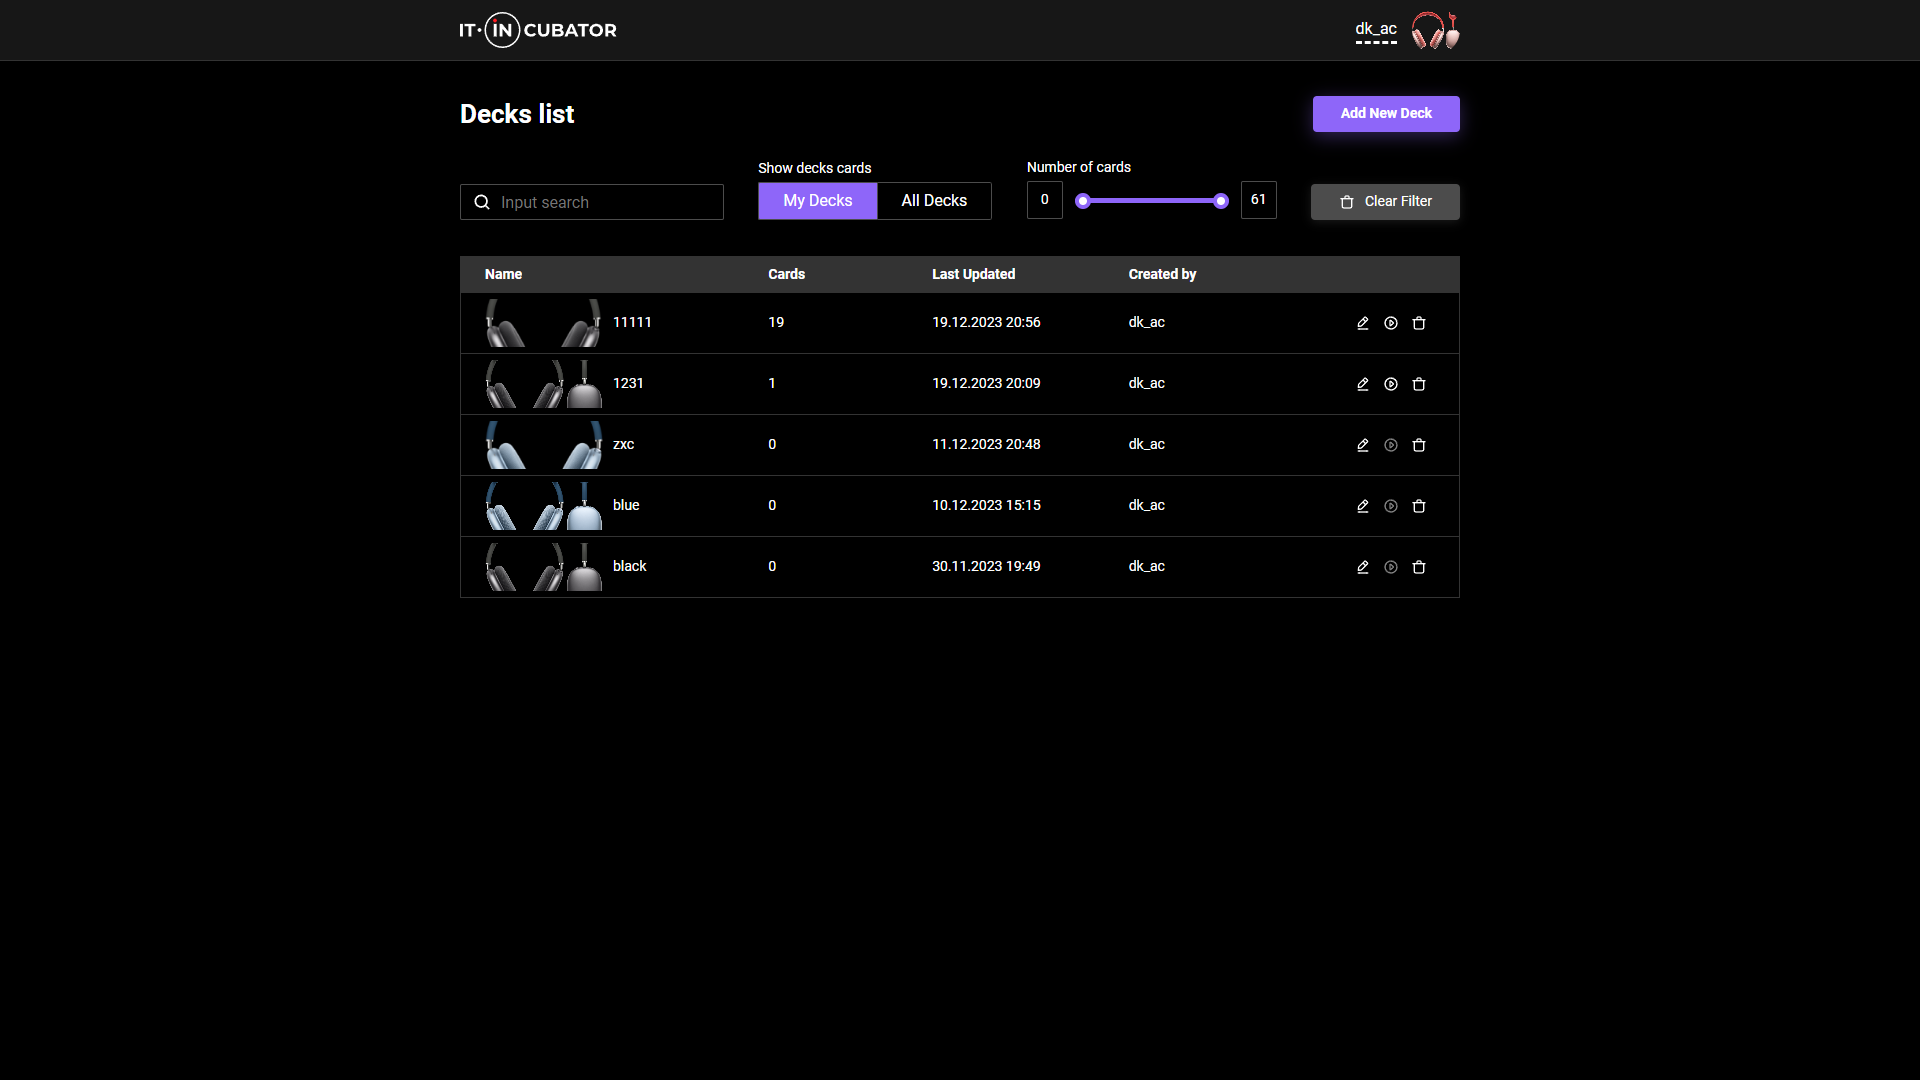 IT·INCUBATOR
dk_ac
Decks list
Add New Deck
Input search
Show decks cards
My Decks All Decks
Number of cards
0 61
Clear Filter
Name Cards Last Updated Created by
11111 19 19.12.2023 20:56 dk_ac
1231 1 19.12.2023 20:09 dk_ac
zxc 0 11.12.2023 20:48 dk_ac
blue 0 10.12.2023 15:15 dk_ac
black 0 30.11.2023 19:49 dk_ac